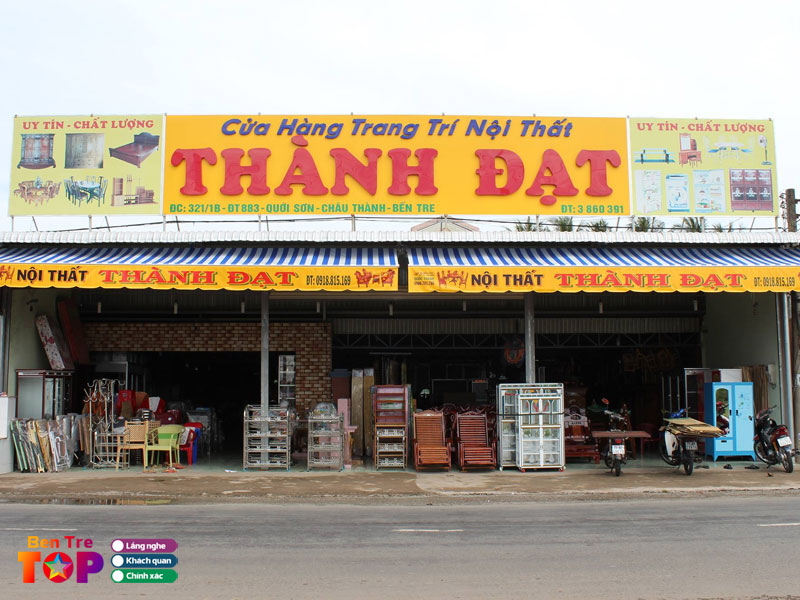 UY TÍN - CHẤT LƯỢNG
Cửa Hàng Trang Trí Nội Thất
THÀNH ĐẠT
ĐC: 321/1B - ĐT 883 - QUỚI SƠN - CHÂU THÀNH - BẾN TRE
ĐT: 3 860 391
UY TÍN - CHẤT LƯỢNG
NỘI THẤT THÀNH ĐẠT ĐT: 0918.815.169
NỘI THẤT THÀNH ĐẠT ĐT: 0918.815.169
Ben Tre
TOP
Lắng nghe
Khách quan
Chính xác